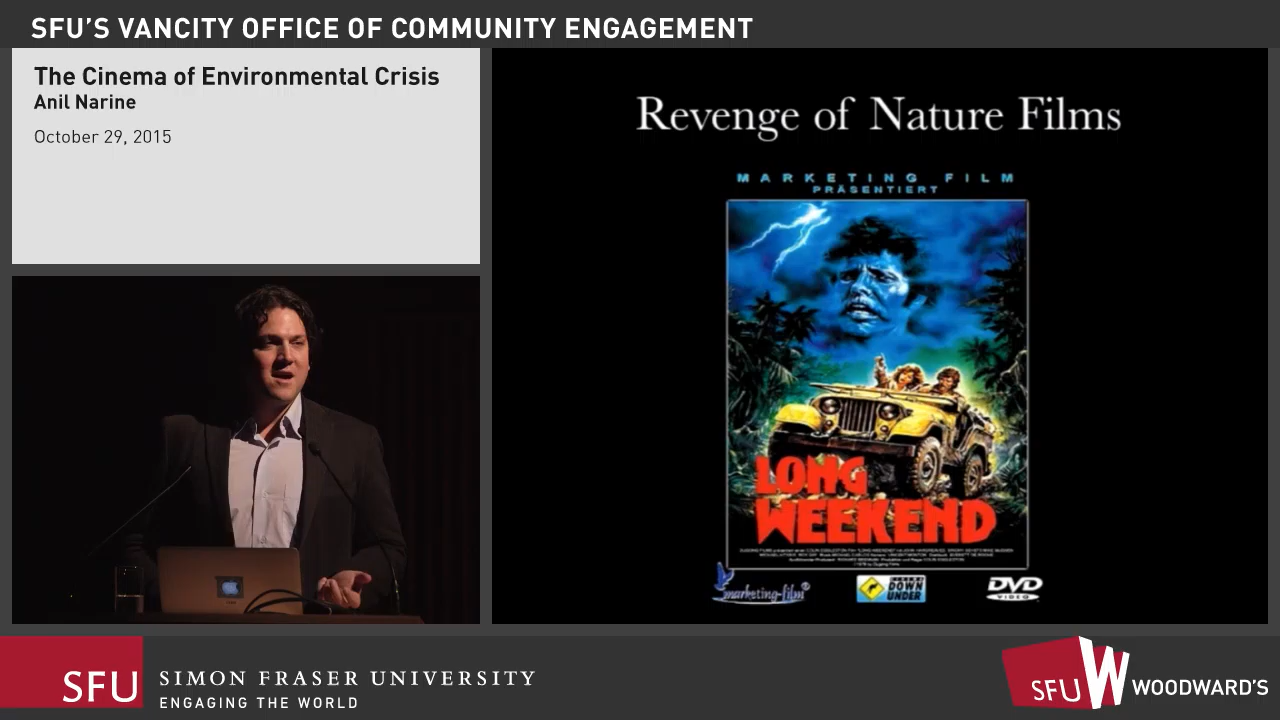 SFU'S VANCITY OFFICE OF COMMUNITY ENGAGEMENT
The Cinema of Environmental Crisis
Anil Narine
October 29, 2015
Revenge of Nature Films
MARKETING FILM
PRÄSENTIERT
LONG
WEEKEND
marketing-film®
DOWN
UNDER
DVD
VIDEO
SFU
SIMON FRASER UNIVERSITY
ENGAGING THE WORLD
SFU W WOODWARD'S